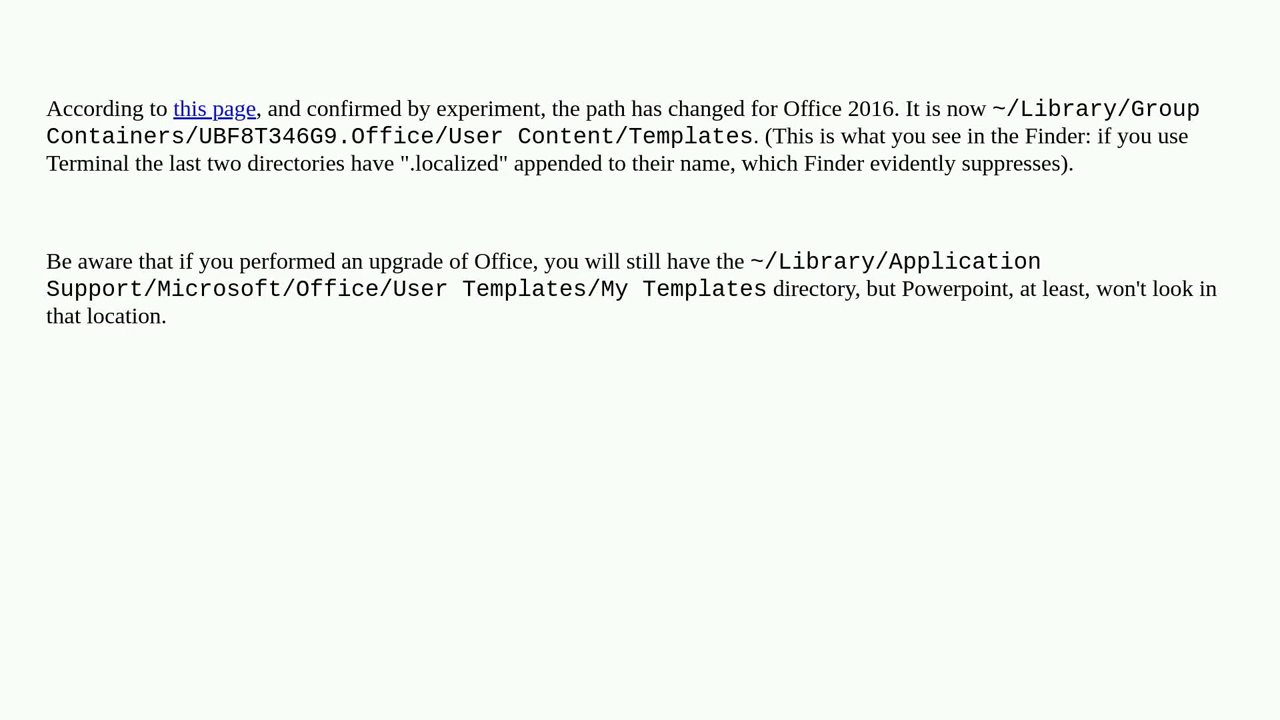 According to this page, and confirmed by experiment, the path has changed for Office 2016. It is now ~/Library/Group
Containers/UBF8T346G9.Office/User Content/Templates. (This is what you see in the Finder: if you use
Terminal the last two directories have ".localized" appended to their name, which Finder evidently suppresses).
Be aware that if you performed an upgrade of Office, you will still have the ~/Library/Application
Support/Microsoft/Office/User Templates/My Templates directory, but Powerpoint, at least, won't look in
that location.